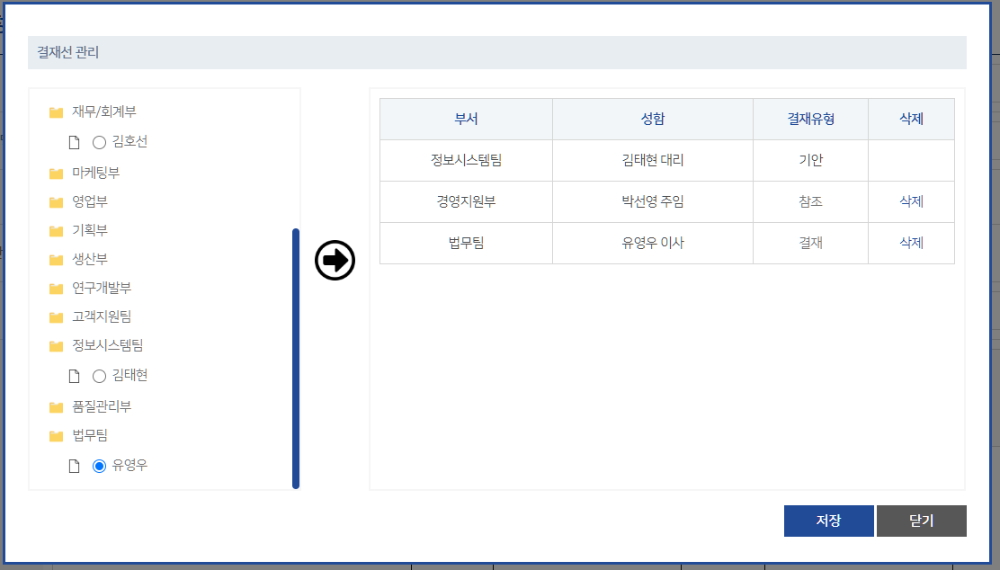 결재선 관리
재무/회계부
김호선
마케팅부
영업부
기획부
생산부
연구개발부
고객지원팀
정보시스템팀
김태현
품질관리부
법무팀
유영우
부서 성함 결재유형 삭제
정보시스템팀 김태현 대리 기안
경영지원부 박선영 주임 참조 삭제
법무팀 유영우 이사 결재 삭제
저장 닫기